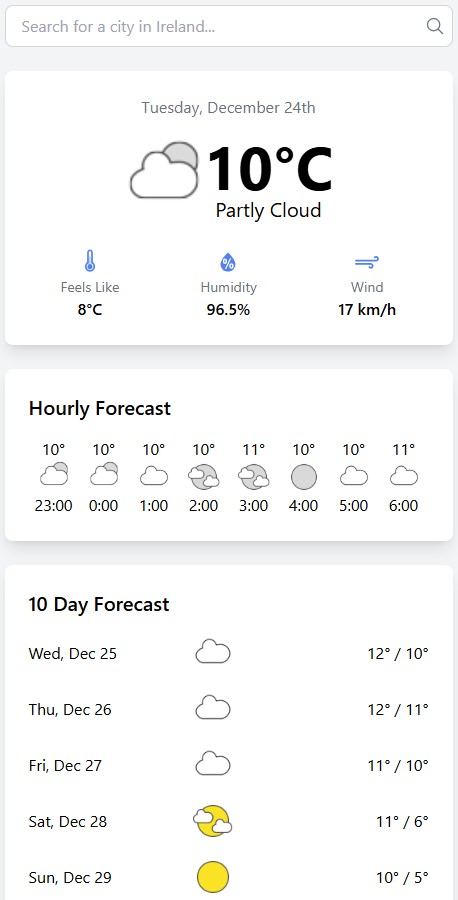 Search for a city in Ireland...
Tuesday, December 24th
10°C
Partly Cloud
Feels Like Humidity Wind
8°C 96.5% 17 km/h
Hourly Forecast
10° 10° 10° 10° 11° 10° 10° 11°
23:00 0:00 1:00 2:00 3:00 4:00 5:00 6:00
10 Day Forecast
Wed, Dec 25 12° / 10°
Thu, Dec 26 12° / 11°
Fri, Dec 27 11° / 10°
Sat, Dec 28 11° / 6°
Sun, Dec 29 10° / 5°